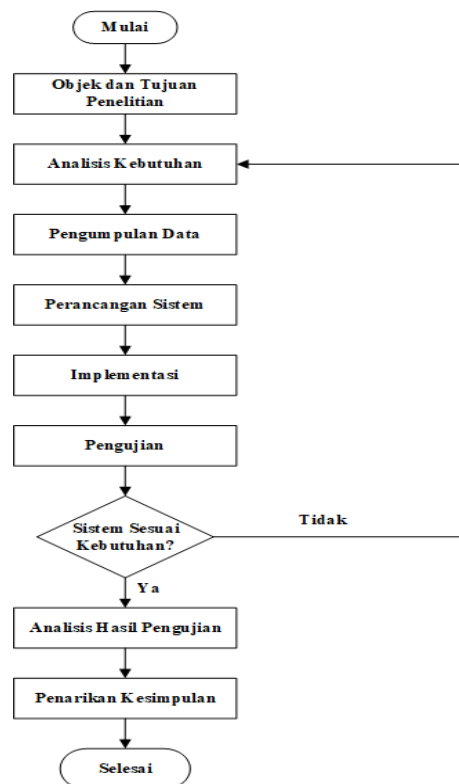 Mulai
Objek dan Tujuan
Penelitian
Analisis Kebutuhan
Pengumpulan Data
Perancangan Sistem
Implementasi
Pengujian
Sistem Sesuai
Kebutuhan?
Tidak
Ya
Analisis Hasil Pengujian
Penarikan Kesimpulan
Selesai